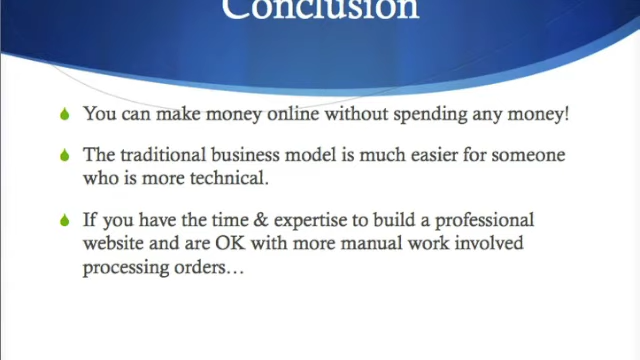 Conclusion
You can make money online without spending any money!
The traditional business model is much easier for someone
who is more technical.
If you have the time & expertise to build a professional
website and are OK with more manual work involved
processing orders…